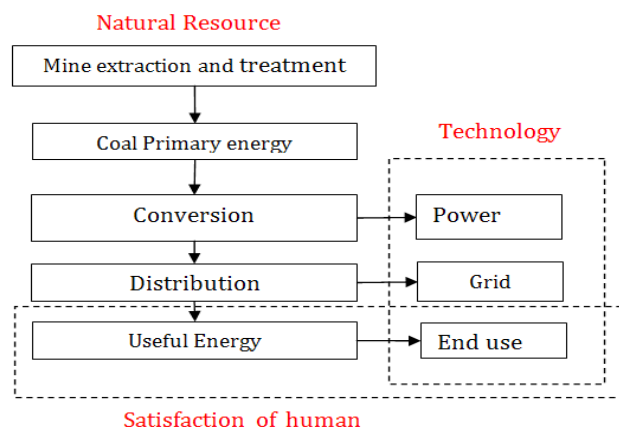 Natural Resource
Mine extraction and treatment
Coal Primary energy
Technology
Conversion
Power
Distribution
Grid
Useful Energy
End use
Satisfaction of human